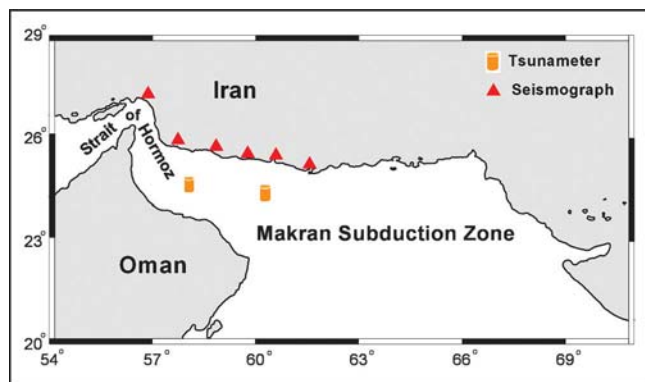 29°
Tsunameter
Seismograph
Iran
26°
Strait of Hormoz
23°
Makran Subduction Zone
Oman
20°
54° 57° 60° 63° 66° 69°